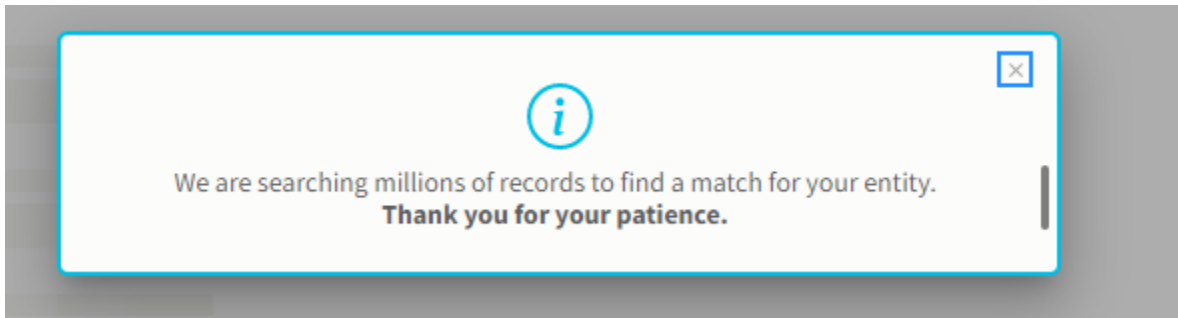 We are searching millions of records to find a match for your entity.
Thank you for your patience.